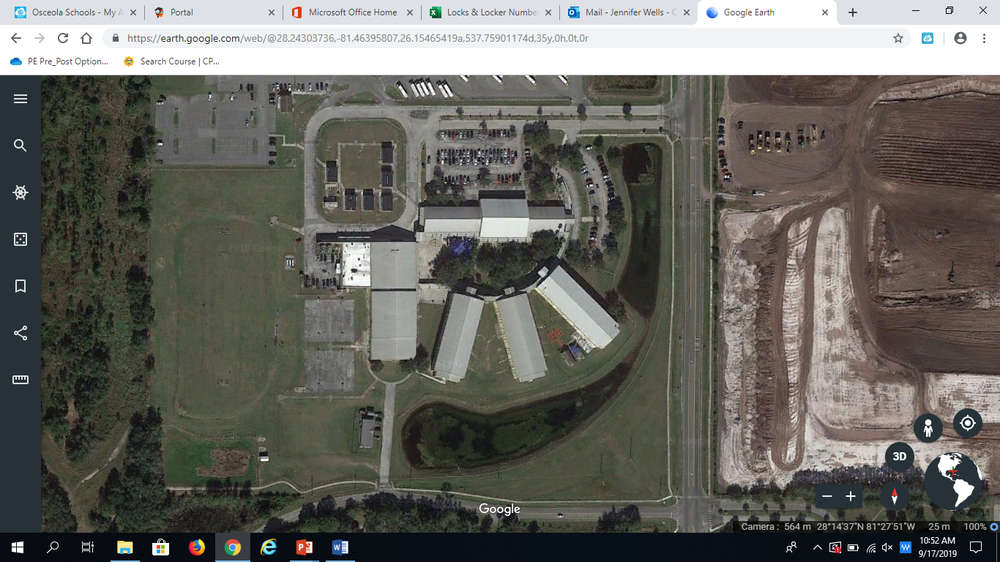 Osceola Schools - My A
Portal
Microsoft Office Home
Locks & Locker Number
Mail - Jennifer Wells - O
Google Earth
https://earth.google.com/web/@28.24303736,-81.46395807,26.15465419a,537.75901174d,35y,0h,0t,0r
PE Pre_Post Option...
Search Course | CP...
3D
Google
Camera : 564 m 28°14'37"N 81°27'51"W 25 m 100%
10:52 AM
9/17/2019